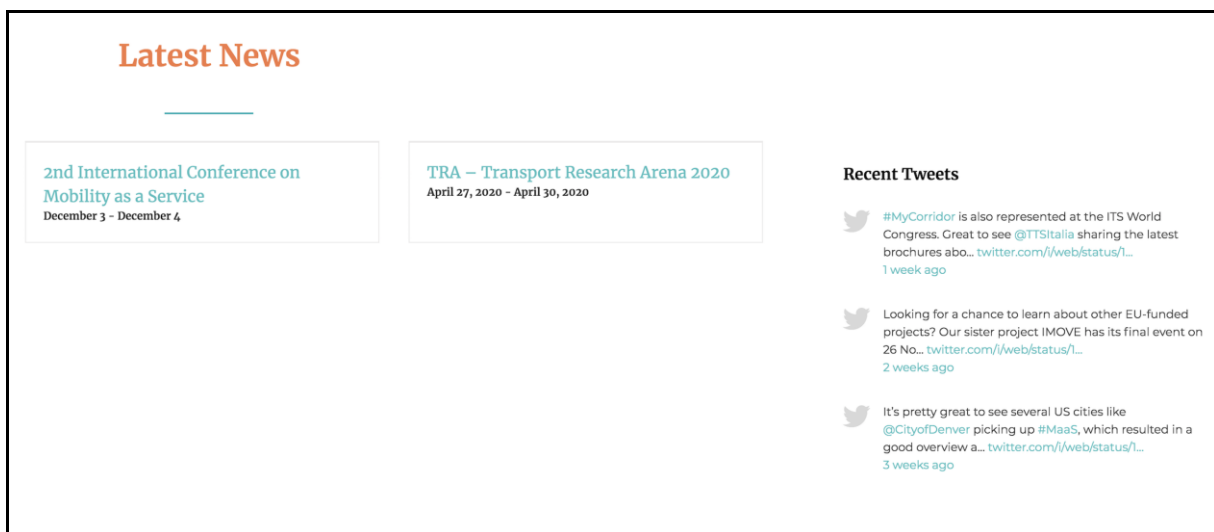 Latest News
2nd International Conference on
Mobility as a Service
December 3 - December 4
TRA – Transport Research Arena 2020
April 27, 2020 - April 30, 2020
Recent Tweets
#MyCorridor is also represented at the ITS World
Congress. Great to see @TTSItalia sharing the latest
brochures abo... twitter.com/i/web/status/1...
1 week ago
Looking for a chance to learn about other EU-funded
projects? Our sister project IMOVE has its final event on
26 No... twitter.com/i/web/status/1...
2 weeks ago
It's pretty great to see several US cities like
@CityofDenver picking up #MaaS, which resulted in a
good overview a... twitter.com/i/web/status/1...
3 weeks ago